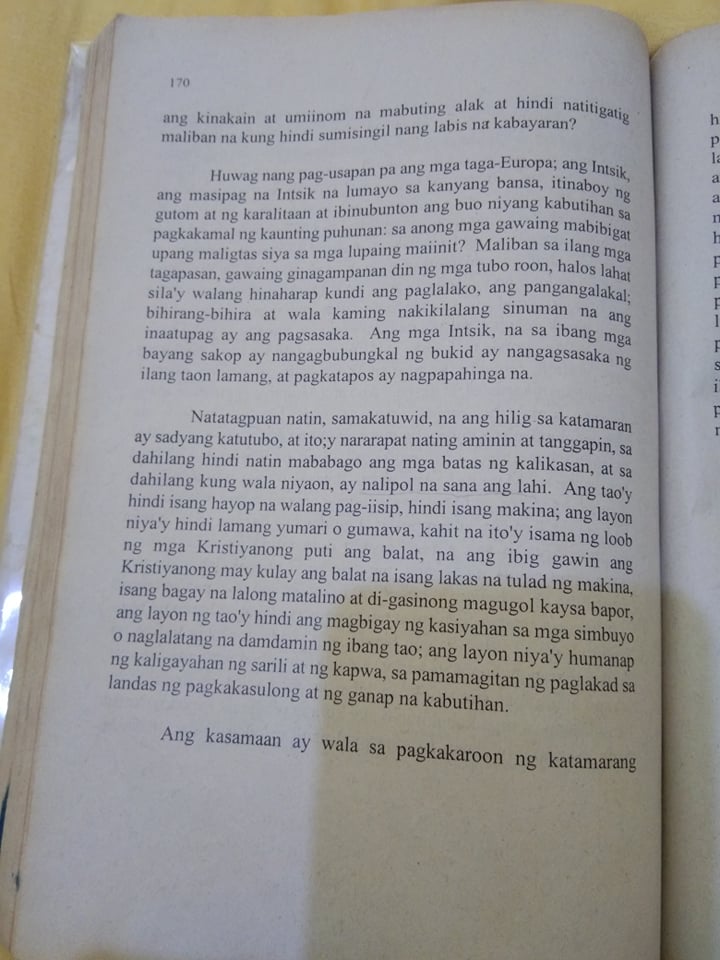 170
ang kinakain at umiinom na mabuting alak at hindi natitigatig
maliban na kung hindi sumisingil nang labis na kabayaran?
Huwag nang pag-usapan pa ang mga taga-Europa; ang Intsik,
ang masipag na Intsik na lumayo sa kanyang bansa, itinaboy ng
gutom at ng karalitaan at ibinubunton ang buo niyang kabutihan sa
pagkakamal ng kaunting puhunan: sa anong mga gawaing mabibigat
upang maligtas siya sa mga lupaing maiinit? Maliban sa ilang mga
tagapasan, gawaing ginagampanan din ng mga tubo roon, halos lahat
sila'y walang hinaharap kundi ang paglalako, ang pangangalakal;
bihirang-bihira at wala kaming nakikilalang sinuman na ang
inaatupag ay ang pagsasaka. Ang mga Intsik, na sa ibang mga
bayang sakop ay nangagbubungkal ng bukid ay nangagsasaka ng
ilang taon lamang, at pagkatapos ay nagpapahinga na.
Natatagpuan natin, samakatuwid, na ang hilig sa katamaran
ay sadyang katutubo, at ito;y nararapat nating aminin at tanggapin, sa
dahilang hindi natin mababago ang mga batas ng kalikasan, at sa
dahilang kung wala niyaon, ay nalipol na sana ang lahi. Ang tao'y
hindi isang hayop na walang pag-iisip, hindi isang makina; ang layon
niya'y hindi lamang yumari o gumawa, kahit na ito'y isama ng loob
ng mga Kristiyanong puti ang balat, na ang ibig gawin ang
Kristiyanong may kulay ang balat na isang lakas na tulad ng makina,
isang bagay na lalong matalino at di-gasinong magugol kaysa bapor,
ang layon ng tao'y hindi ang magbigay ng kasiyahan sa mga simbuyo
o naglalatang na damdamin ng ibang tao; ang layon niya'y humanap
ng kaligayahan ng sarili at ng kapwa, sa pamamagitan ng paglakad sa
landas ng pagkakasulong at ng ganap na kabutihan.
Ang kasamaan ay wala sa pagkakaroon ng katamarang